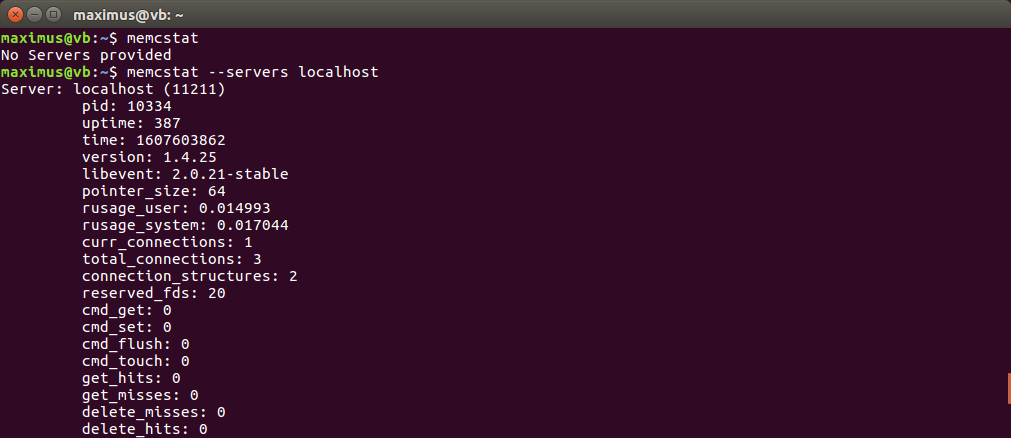 maximus@vb: ~
maximus@vb:~$ memcstat
No Servers provided
maximus@vb:~$ memcstat --servers localhost
Server: localhost (11211)
pid: 10334
uptime: 387
time: 1607603862
version: 1.4.25
libevent: 2.0.21-stable
pointer_size: 64
rusage_user: 0.014993
rusage_system: 0.017044
curr_connections: 1
total_connections: 3
connection_structures: 2
reserved_fds: 20
cmd_get: 0
cmd_set: 0
cmd_flush: 0
cmd_touch: 0
get_hits: 0
get_misses: 0
delete_misses: 0
delete_hits: 0